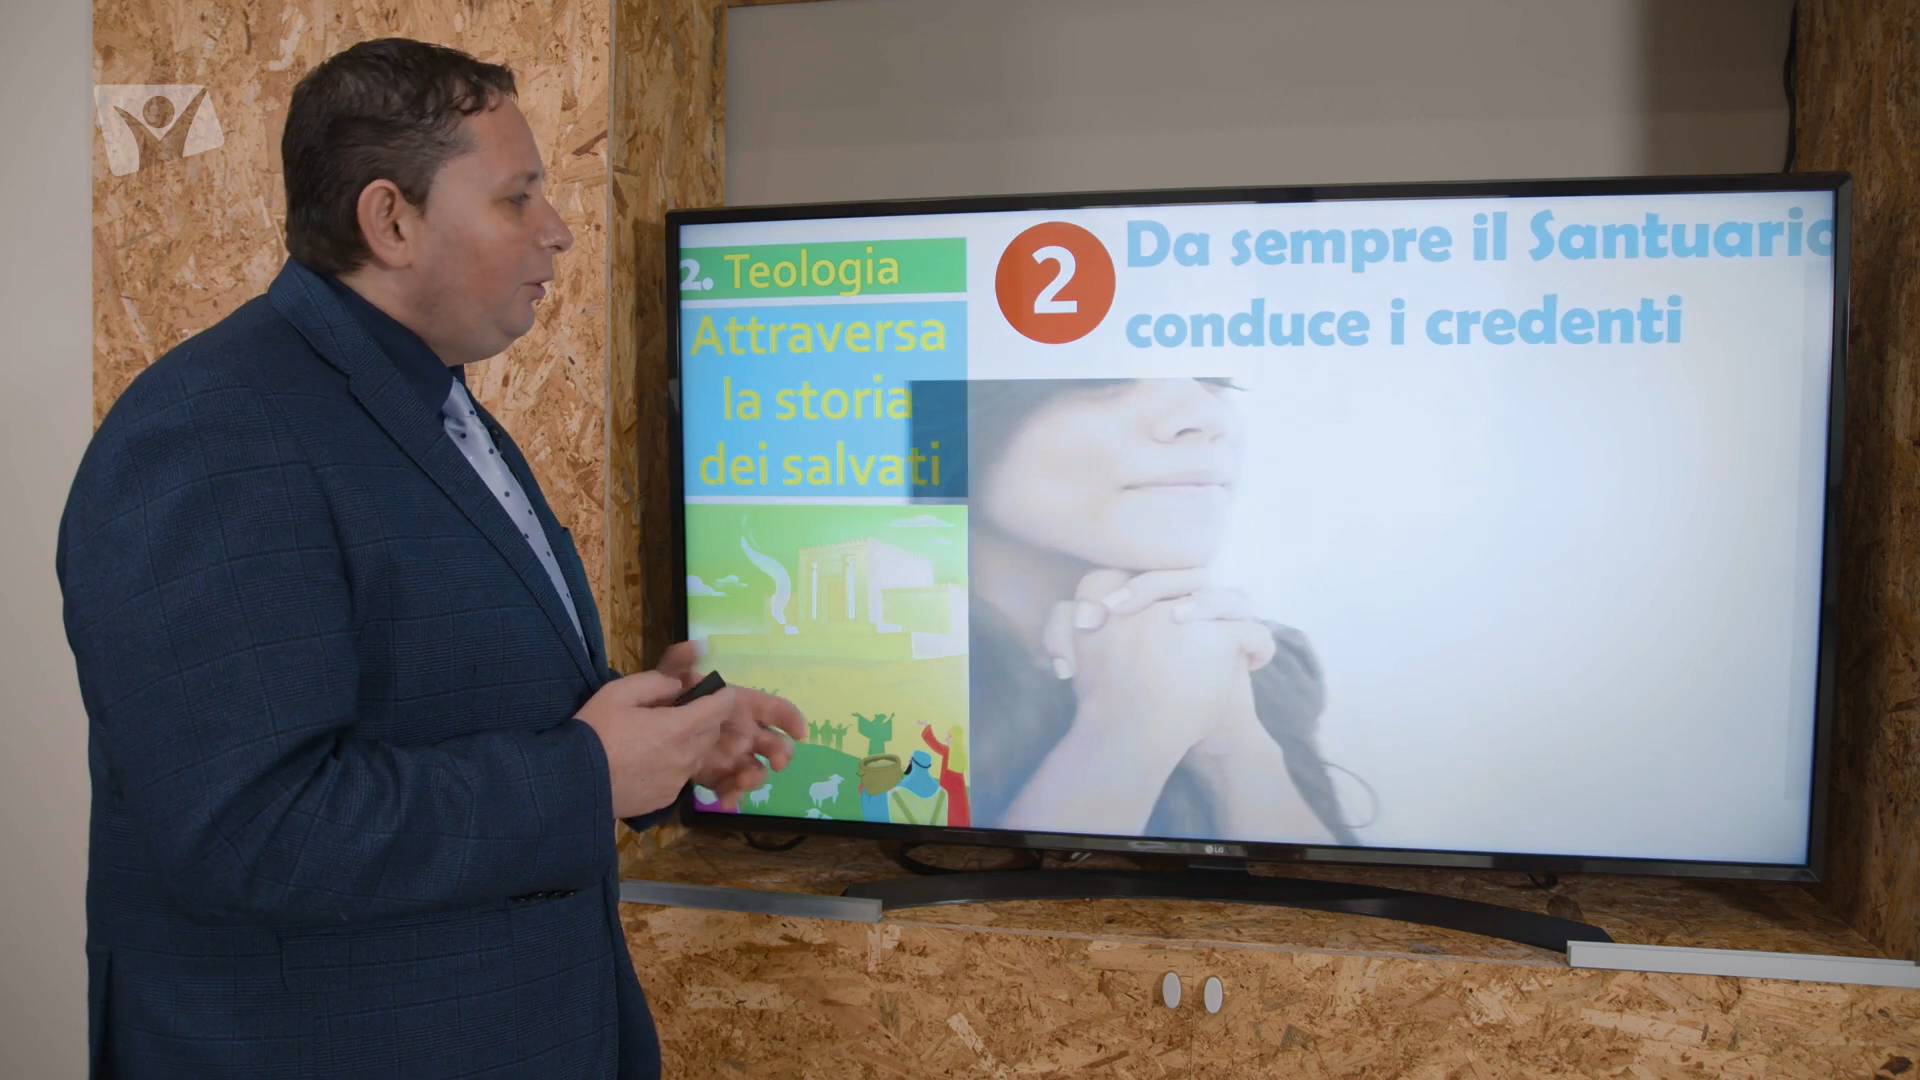 2. Teologia
Attraversa
la storia
dei salvati
2
Da sempre il Santuario
conduce i credenti
LG